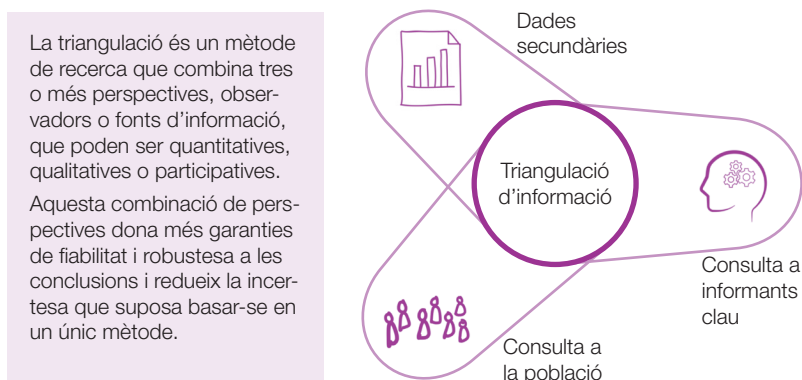 La triangulació és un mètode
de recerca que combina tres
o més perspectives, obser-
vadors o fonts d’informació,
que poden ser quantitatives,
qualitatives o participatives.
Aquesta combinació de pers-
pectives dona més garanties
de fiabilitat i robustesa a les
conclusions i redueix la incer-
tesa que suposa basar-se en
un únic mètode.
Dades
secundàries
Triangulació
d’informació
Consulta a
informants
clau
Consulta a
la població